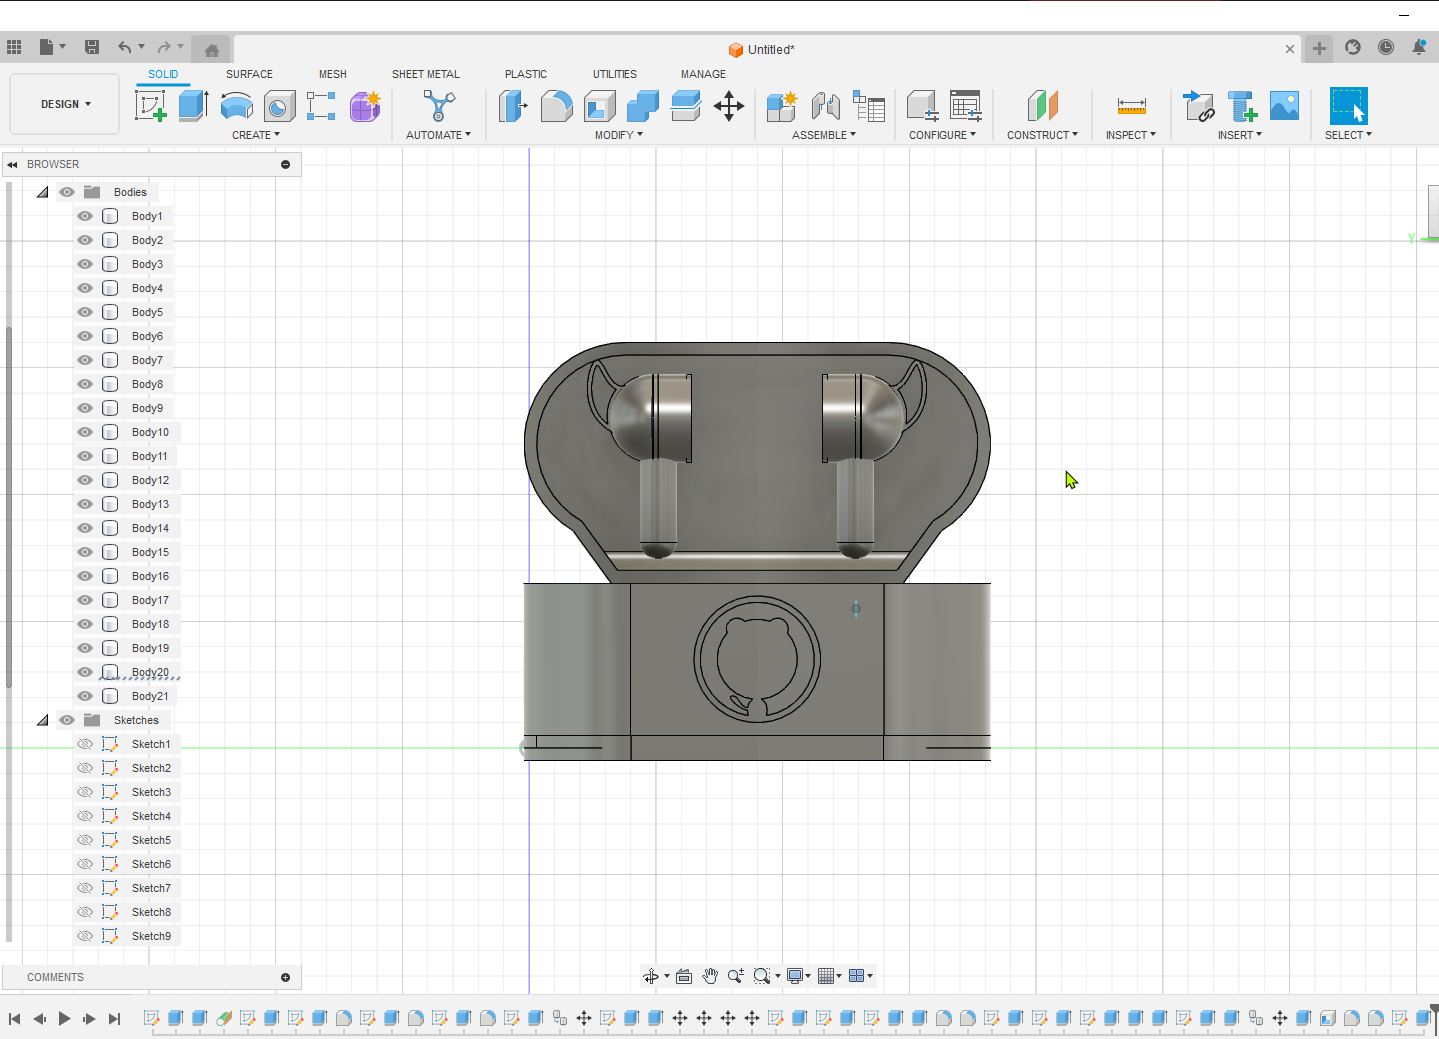 Untitled*
SOLID SURFACE MESH SHEET METAL PLASTIC UTILITIES MANAGE
DESIGN
CREATE AUTOMATE MODIFY ASSEMBLE CONFIGURE CONSTRUCT INSPECT INSERT SELECT
BROWSER
Bodies
Body1
Body2
Body3
Body4
Body5
Body6
Body7
Body8
Body9
Body10
Body11
Body12
Body13
Body14
Body15
Body16
Body17
Body18
Body19
Body20
Body21
Sketches
Sketch1
Sketch2
Sketch3
Sketch4
Sketch5
Sketch6
Sketch7
Sketch8
Sketch9
Y
COMMENTS